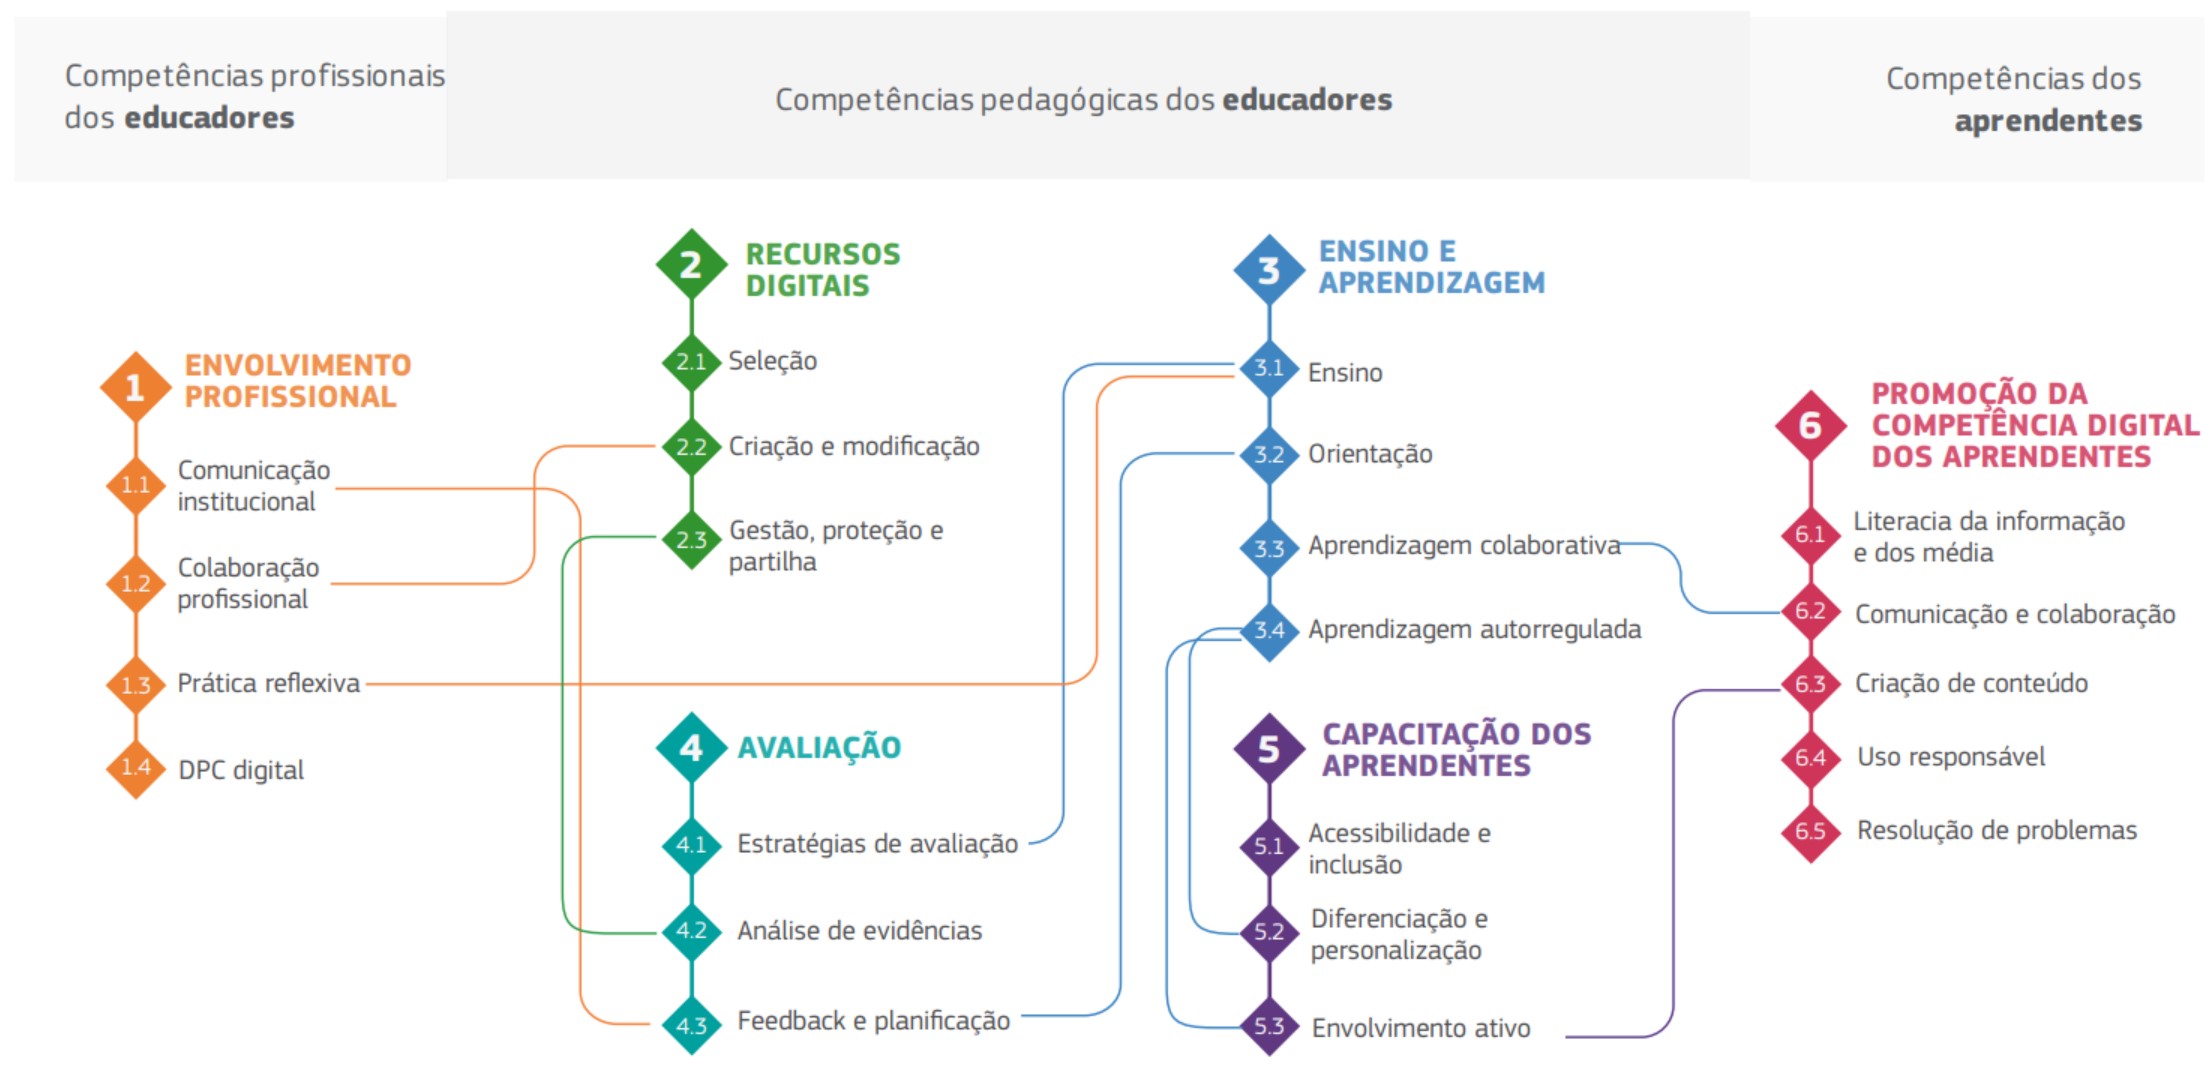 Competências profissionais
dos educadores
Competências pedagógicas dos educadores
Competências dos
aprendentes
1
ENVOLVIMENTO
PROFISSIONAL
1.1
Comunicação
institucional
1.2
Colaboração
profissional
1.3
Prática reflexiva
1.4
DPC digital
2
RECURSOS
DIGITAIS
2.1
Seleção
2.2
Criação e modificação
2.3
Gestão, proteção e
partilha
4
AVALIAÇÃO
4.1
Estratégias de avaliação
4.2
Análise de evidências
4.3
Feedback e planificação
3
ENSINO E
APRENDIZAGEM
3.1
Ensino
3.2
Orientação
3.3
Aprendizagem colaborativa
3.4
Aprendizagem autorregulada
5
CAPACITAÇÃO DOS
APRENDENTES
5.1
Acessibilidade e
inclusão
5.2
Diferenciação e
personalização
5.3
Envolvimento ativo
6
PROMOÇÃO DA
COMPETÊNCIA DIGITAL
DOS APRENDENTES
6.1
Literacia da informação
e dos média
6.2
Comunicação e colaboração
6.3
Criação de conteúdo
6.4
Uso responsável
6.5
Resolução de problemas